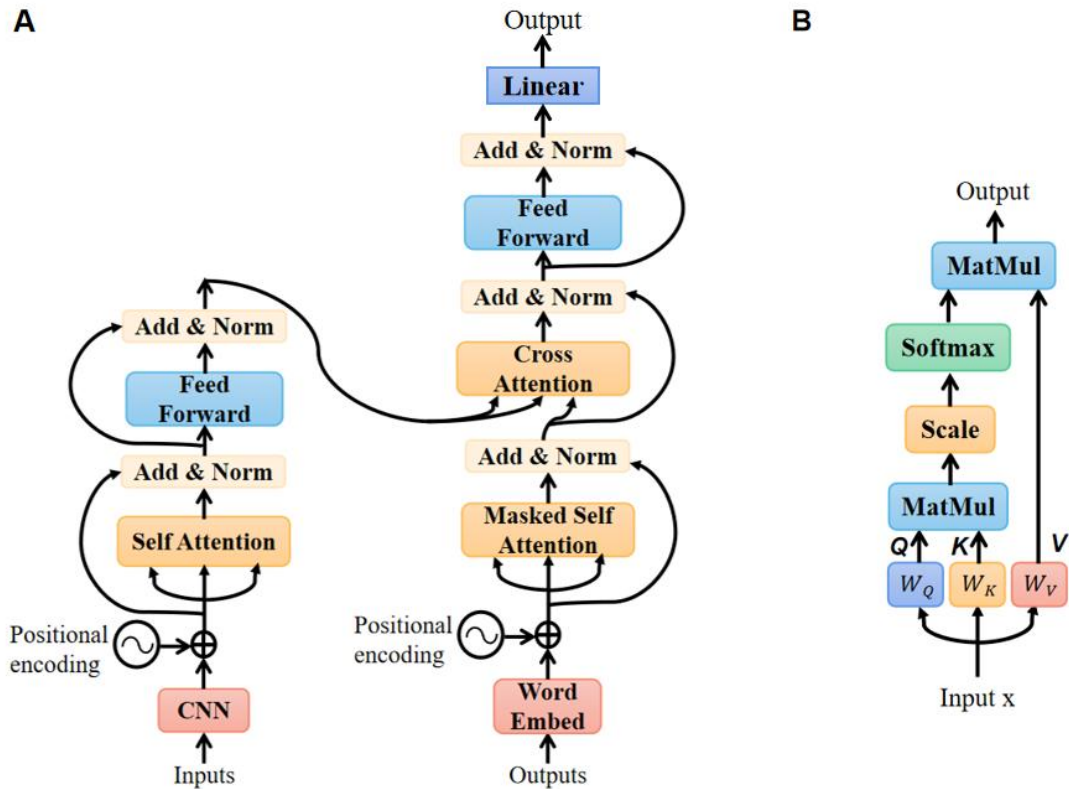 A
Output
Linear
Add & Norm
Feed
Forward
Add & Norm
Cross
Attention
Add & Norm
Masked Self
Attention
Positional
encoding
Word
Embed
Outputs
Add & Norm
Feed
Forward
Add & Norm
Self Attention
Positional
encoding
CNN
Inputs
B
Output
MatMul
Softmax
Scale
MatMul
Q K V
W_Q W_K W_V
Input x